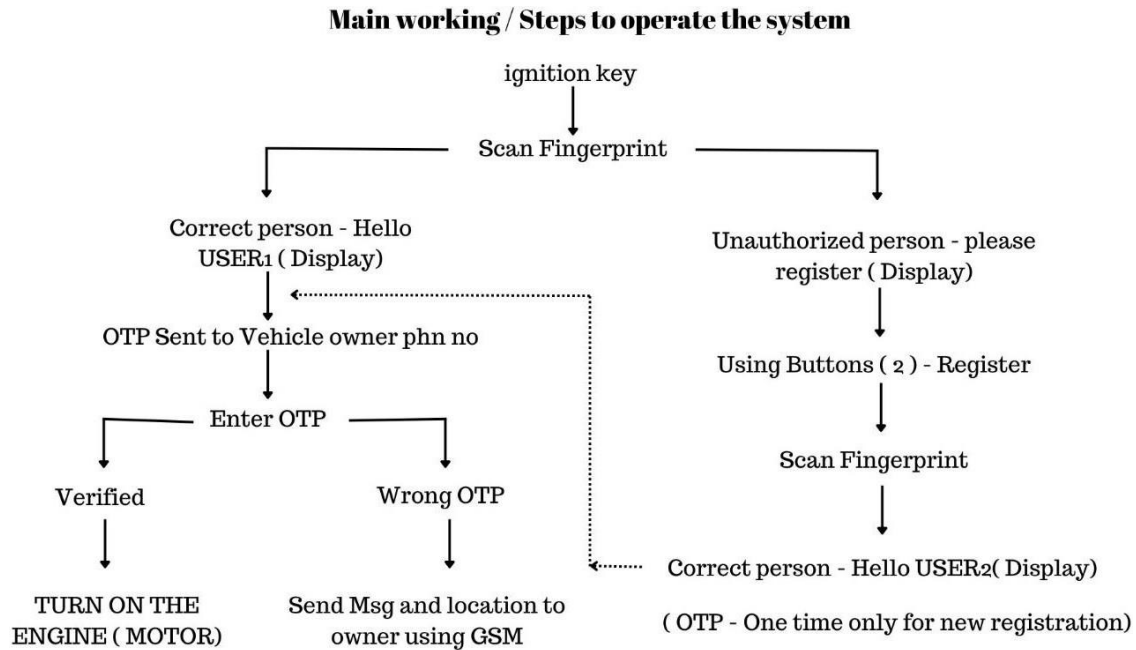 Main working / Steps to operate the system
ignition key
Scan Fingerprint
Correct person - Hello
USER1 ( Display)
Unauthorized person - please
register ( Display)
OTP Sent to Vehicle owner phn no
Using Buttons ( 2 ) - Register
Enter OTP
Scan Fingerprint
Verified
Wrong OTP
Correct person - Hello USER2( Display)
TURN ON THE
ENGINE ( MOTOR)
Send Msg and location to
owner using GSM
( OTP - One time only for new registration)